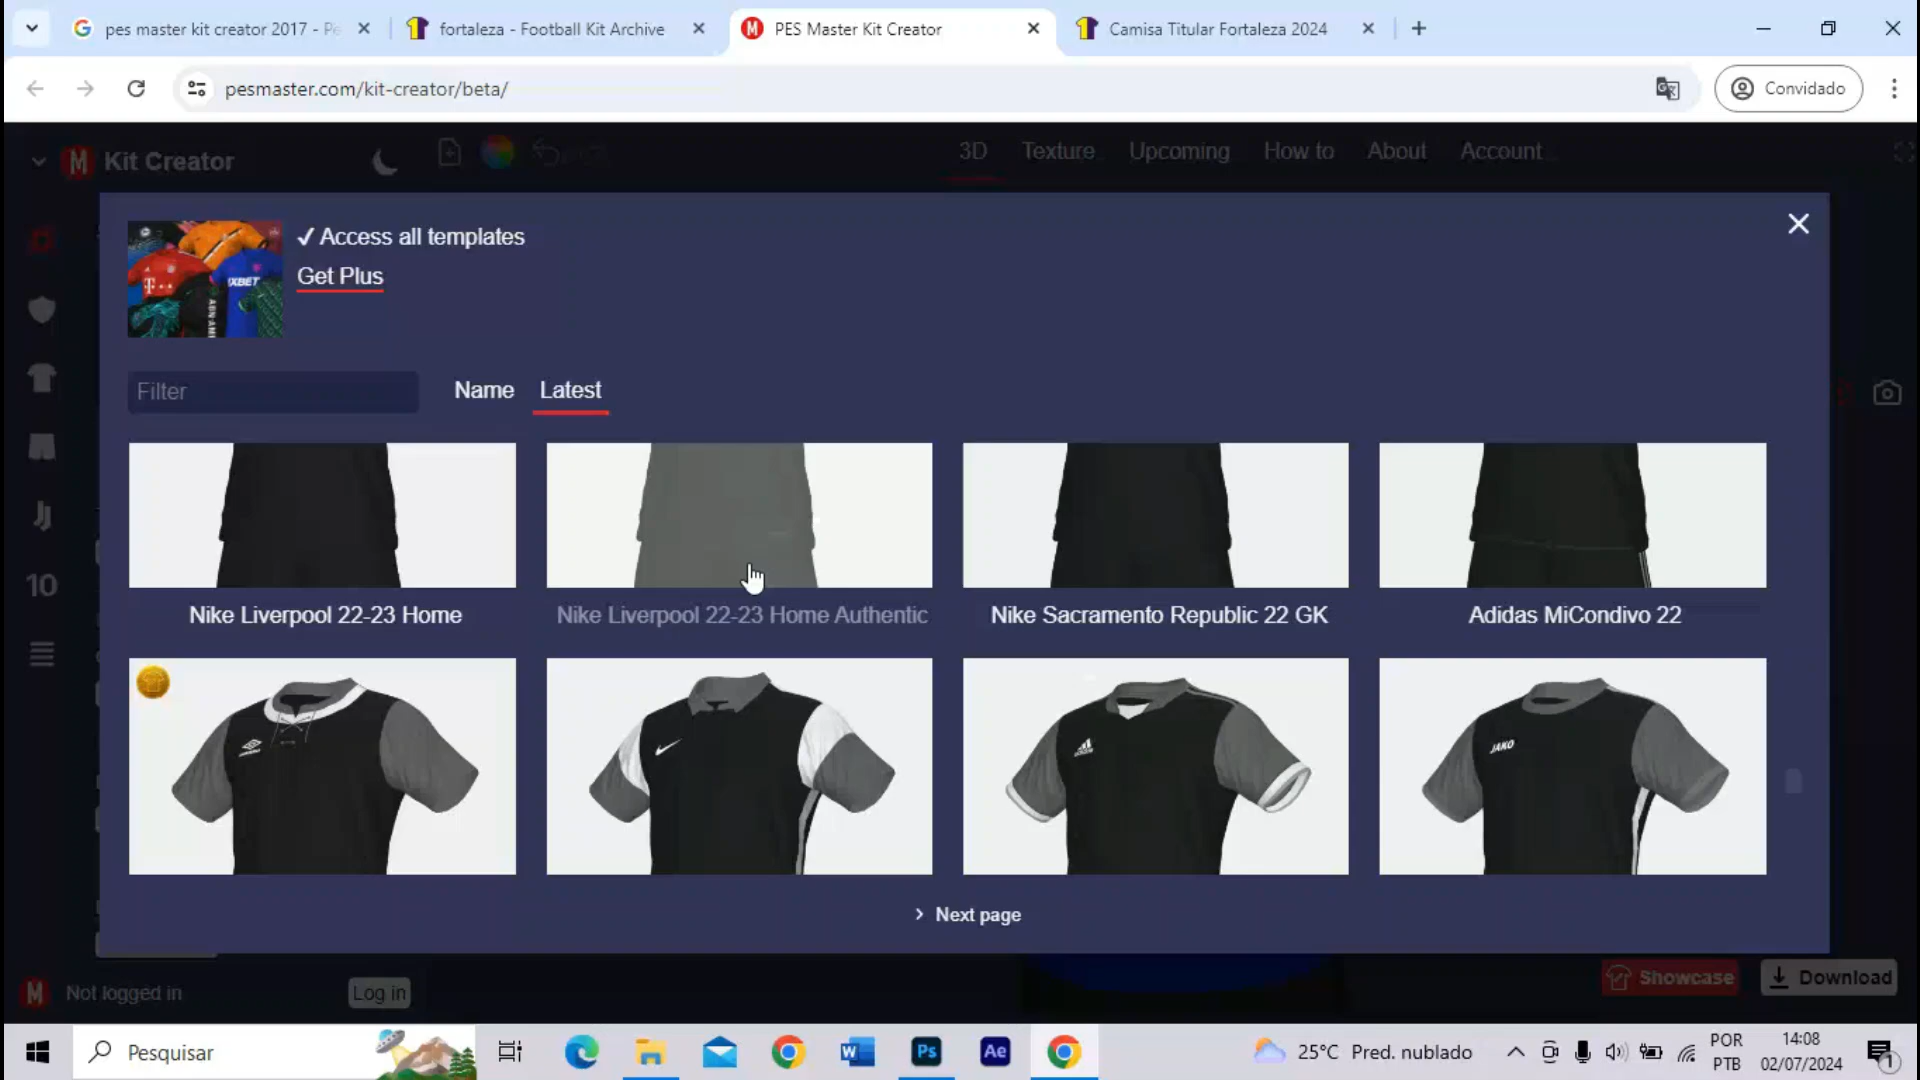 pes master kit creator 2017 - Pe
fortaleza - Football Kit Archive
PES Master Kit Creator
Camisa Titular Fortaleza 2024
pesmaster.com/kit-creator/beta/
Convidado
Kit Creator
3D
Texture
Upcoming
How to
About
Account
✓ Access all templates
Get Plus
Filter
Name
Latest
Nike Liverpool 22-23 Home
Nike Liverpool 22-23 Home Authentic
Nike Sacramento Republic 22 GK
Adidas MiCondivo 22
JAKO
10
> Next page
Not logged in
Log in
Showcase
Download
Pesquisar
25°C Pred. nublado
POR
PTB
14:08
02/07/2024
1